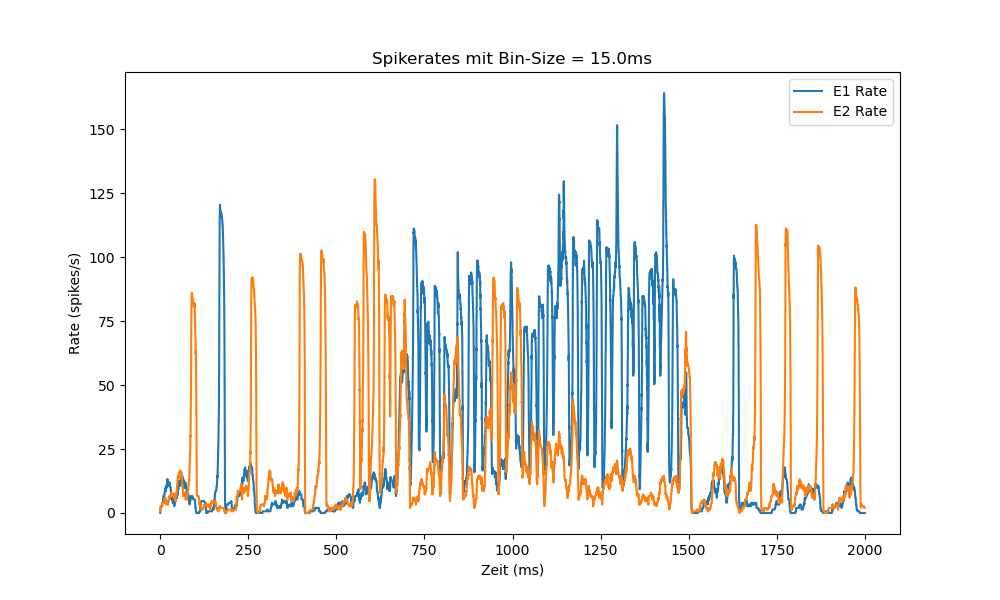 Spikerates mit Bin-Size = 15.0ms
E1 Rate
E2 Rate
Rate (spikes/s)
150
125
100
75
50
25
0
0 250 500 750 1000 1250 1500 1750 2000
Zeit (ms)